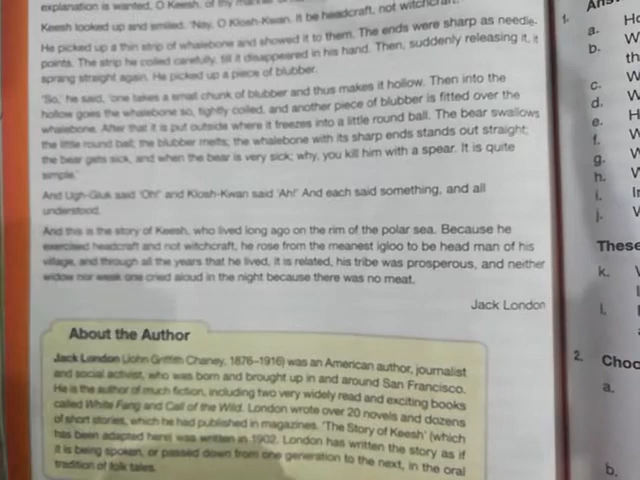 explanation is wanted, O Keesh, of thy manner of
Keesh looked up and smiled. 'Nay, O Klosh-Kwan. It be headcraft, not witchcraft.
He picked up a thin strip of whalebone and showed it to them. The ends were sharp as needle-
points. The strip he coiled carefully, till it disappeared in his hand. Then, suddenly releasing it, it
sprang straight again. He picked up a piece of blubber.
'So,' he said, 'one takes a small chunk of blubber and thus makes it hollow. Then into the
hollow goes the whalebone so, tightly coiled, and another piece of blubber is fitted over the
whalebone. After that it is put outside where it freezes into a little round ball. The bear swallows
the little round ball; the blubber melts; the whalebone with its sharp ends stands out straight;
the bear gets sick, and when the bear is very sick; why, you kill him with a spear. It is quite
simple.'
And Ugh-Gluk said 'Oh!' and Klosh-Kwan said 'Ah!' And each said something, and all
understood.
And this is the story of Keesh, who lived long ago on the rim of the polar sea. Because he
exercised headcraft and not witchcraft, he rose from the meanest igloo to be head man of his
village, and through all the years that he lived, it is related, his tribe was prosperous, and neither
widow nor weak one cried aloud in the night because there was no meat.
Jack London
About the Author
Jack London (John Griffith Chaney, 1876–1916) was an American author, journalist
and social activist, who was born and brought up in and around San Francisco.
He is the author of much fiction, including two very widely read and exciting books
called White Fang and Call of the Wild. London wrote over 20 novels and dozens
of short stories, which he had published in magazines. 'The Story of Keesh' (which
has been adapted here) was written in 1902. London has written the story as if
it is being spoken, or passed down from one generation to the next, in the oral
tradition of folk tales.
1.
a.
b.
th
c.
d.
e.
f.
g.
h.
i.
j.
These
k.
l.
2. Choo
a.
b.